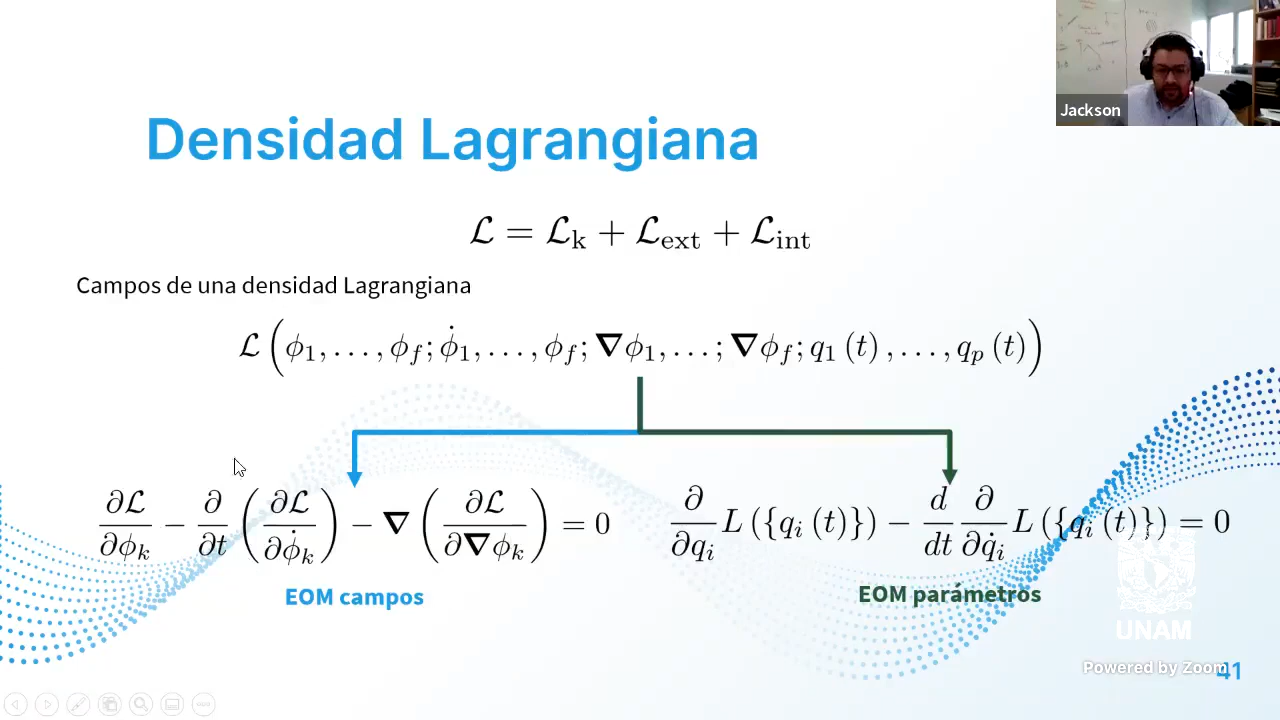 Jackson
Densidad Lagrangiana
ℒ = ℒ_k + ℒ_ext + ℒ_int
Campos de una densidad Lagrangiana
ℒ (ϕ_1, …, ϕ_f; ϕ̇_1, …, ϕ_f; ∇ϕ_1, …; ∇ϕ_f; q_1 (t), …, q_p (t))
∂ℒ/∂ϕ_k − ∂/∂t (∂ℒ/∂ϕ̇_k) − ∇ (∂ℒ/∂∇ϕ_k) = 0
∂/∂q_i L ({q_i (t)}) − d/dt ∂/∂q̇_i L ({q_i (t)}) = 0
EOM campos
EOM parámetros
UNAM
Powered by Zoom
41